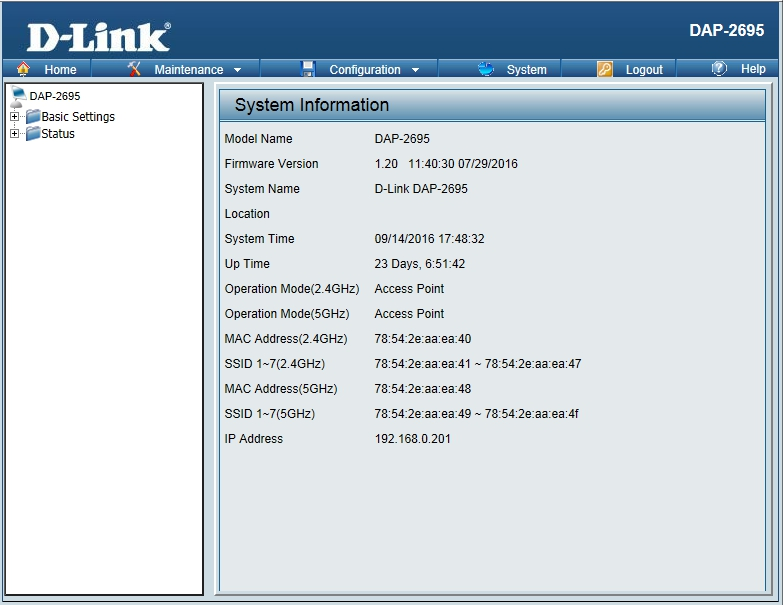 D-Link®
DAP-2695
Home Maintenance Configuration System Logout Help
DAP-2695
Basic Settings
Status
System Information
Model Name DAP-2695
Firmware Version 1.20 11:40:30 07/29/2016
System Name D-Link DAP-2695
Location
System Time 09/14/2016 17:48:32
Up Time 23 Days, 6:51:42
Operation Mode(2.4GHz) Access Point
Operation Mode(5GHz) Access Point
MAC Address(2.4GHz) 78:54:2e:aa:ea:40
SSID 1~7(2.4GHz) 78:54:2e:aa:ea:41 ~ 78:54:2e:aa:ea:47
MAC Address(5GHz) 78:54:2e:aa:ea:48
SSID 1~7(5GHz) 78:54:2e:aa:ea:49 ~ 78:54:2e:aa:ea:4f
IP Address 192.168.0.201